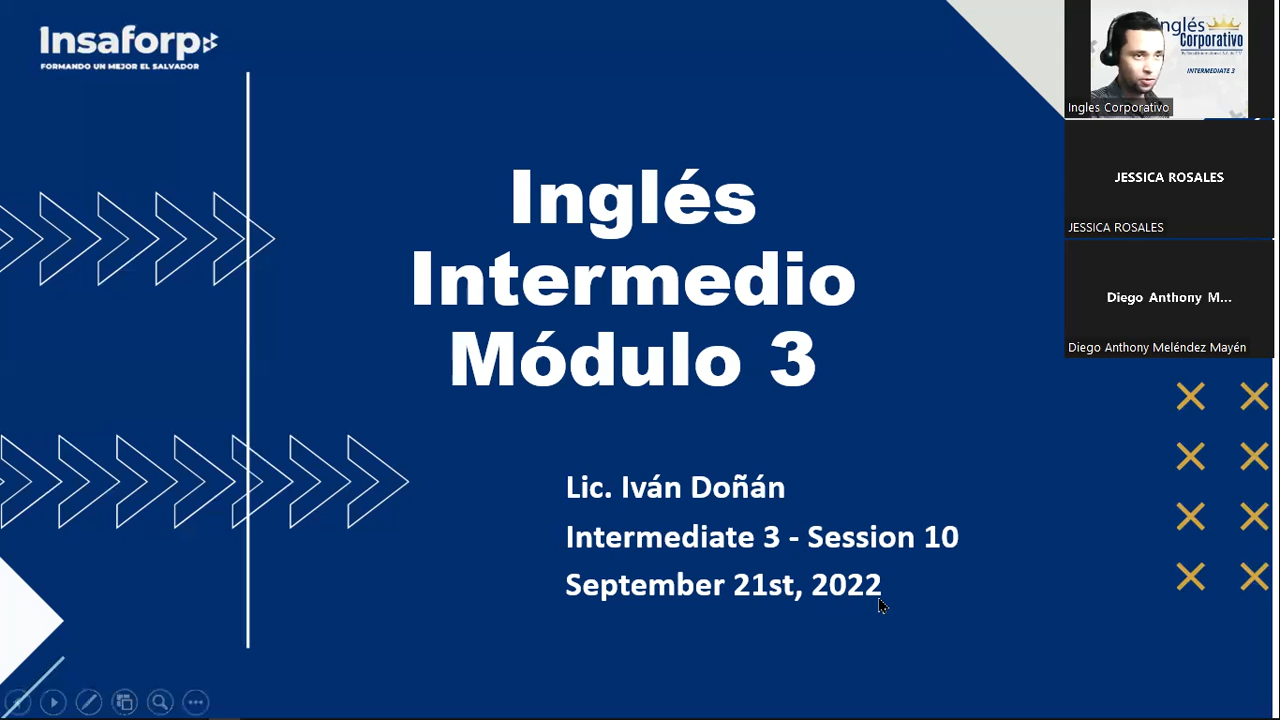 Insaforp
FORMANDO UN MEJOR EL SALVADOR
Inglés
Intermedio
Módulo 3
Lic. Iván Doñán
Intermediate 3 - Session 10
September 21st, 2022
Inglés
Corporativo
INTERMEDIATE 3
Ingles Corporativo
JESSICA ROSALES
JESSICA ROSALES
Diego Anthony M...
Diego Anthony Meléndez Mayén